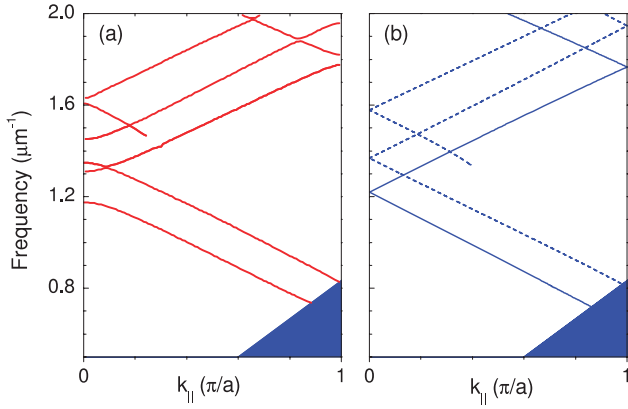 (a) (b)
2.0
1.6
1.2
0.8
Frequency (μm⁻¹)
0 1 0 1
k|| (π/a) k|| (π/a)